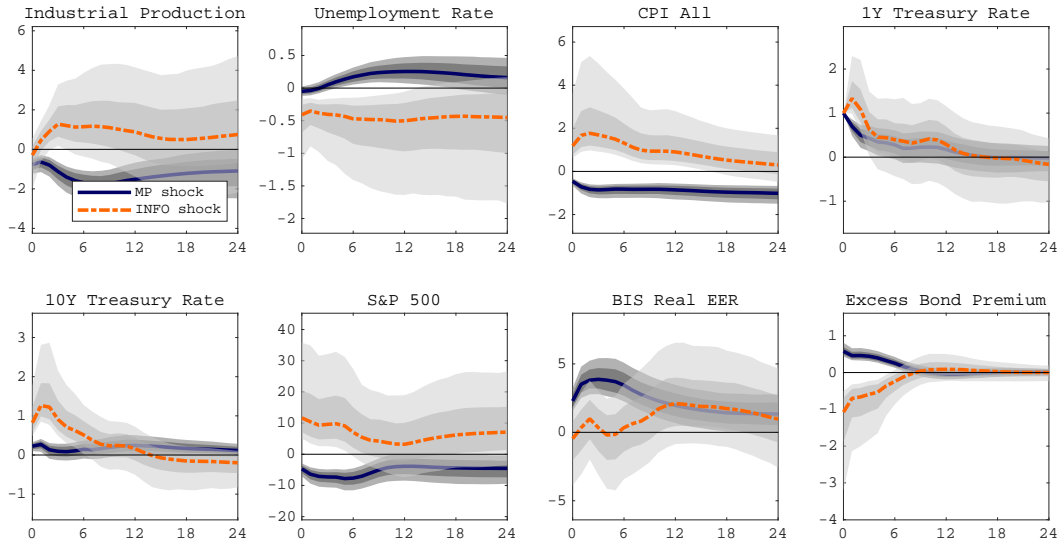 Industrial Production
6
4
2
0
-2
-4
0 6 12 18 24
MP shock
INFO shock
Unemployment Rate
0.5
0
-0.5
-1
-1.5
-2
0 6 12 18 24
CPI All
6
4
2
0
-2
0 6 12 18 24
1Y Treasury Rate
2
1
0
-1
0 6 12 18 24
10Y Treasury Rate
3
2
1
0
-1
0 6 12 18 24
S&P 500
40
30
20
10
0
-10
-20
0 6 12 18 24
BIS Real EER
5
0
-5
0 6 12 18 24
Excess Bond Premium
1
0
-1
-2
-3
-4
0 6 12 18 24